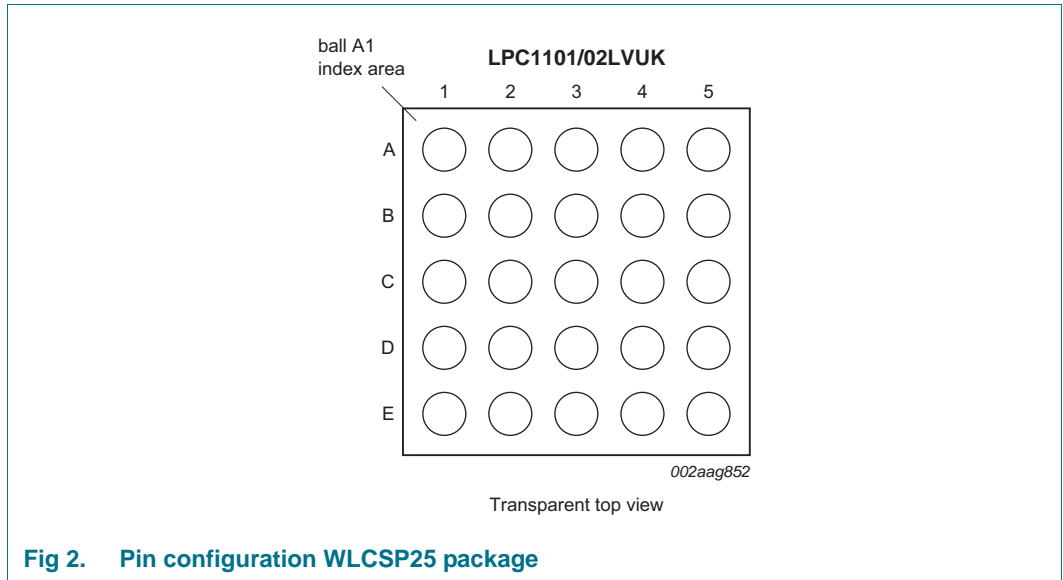 ball A1
index area
LPC1101/02LVUK
1 2 3 4 5
A
B
C
D
E
002aag852
Transparent top view
Fig 2. Pin configuration WLCSP25 package